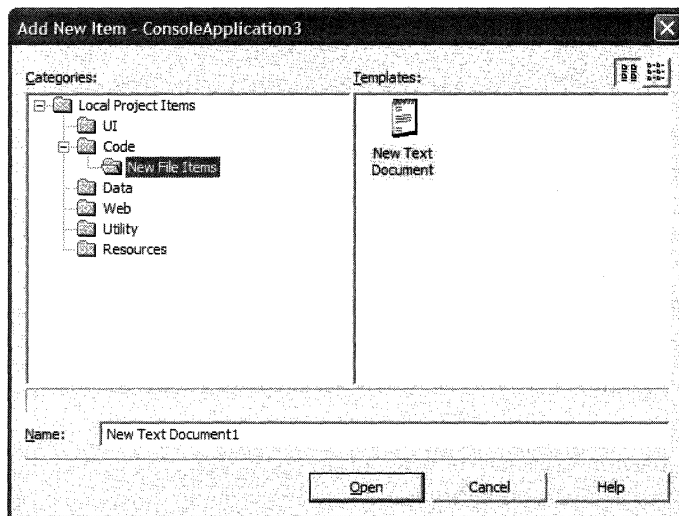 Add New Item - ConsoleApplication3
Categories:
Templates:
Local Project Items
UI
Code
New File Items
Data
Web
Utility
Resources
New Text
Document
Name:
New Text Document1
Open
Cancel
Help